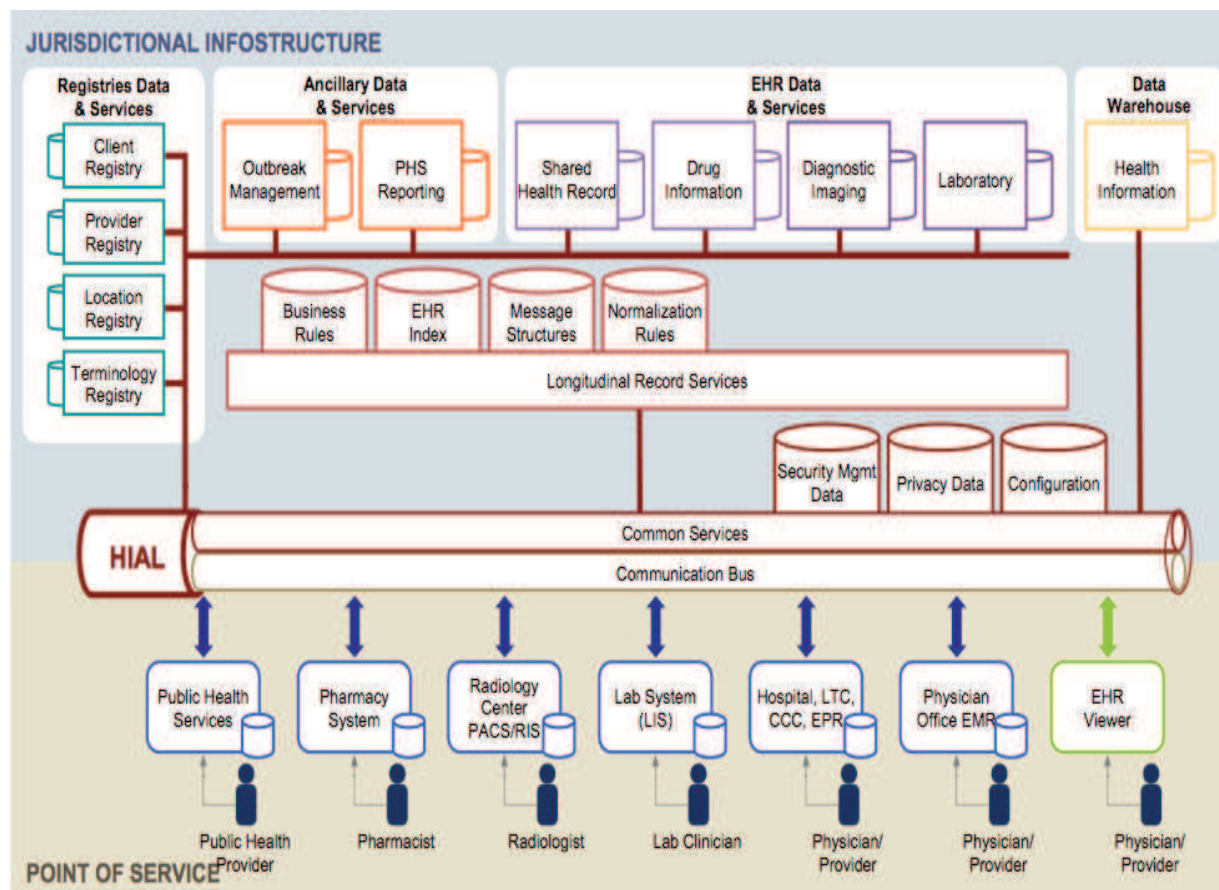 JURISDICTIONAL INFOSTRUCTURE
Registries Data
& Services
Client
Registry
Provider
Registry
Location
Registry
Terminology
Registry
Ancillary Data
& Services
Outbreak
Management
PHS
Reporting
EHR Data
& Services
Shared
Health Record
Drug
Information
Diagnostic
Imaging
Laboratory
Data
Warehouse
Health
Information
Business
Rules
EHR
Index
Message
Structures
Normalization
Rules
Longitudinal Record Services
Security Mgmt
Data
Privacy Data
Configuration
HIAL
Common Services
Communication Bus
Public Health
Services
Pharmacy
System
Radiology
Center
PACS/RIS
Lab System
(LIS)
Hospital, LTC,
CCC, EPR
Physician
Office EMR
EHR
Viewer
Public Health
Provider
Pharmacist
Radiologist
Lab Clinician
Physician/
Provider
Physician/
Provider
Physician/
Provider
POINT OF SERVICE